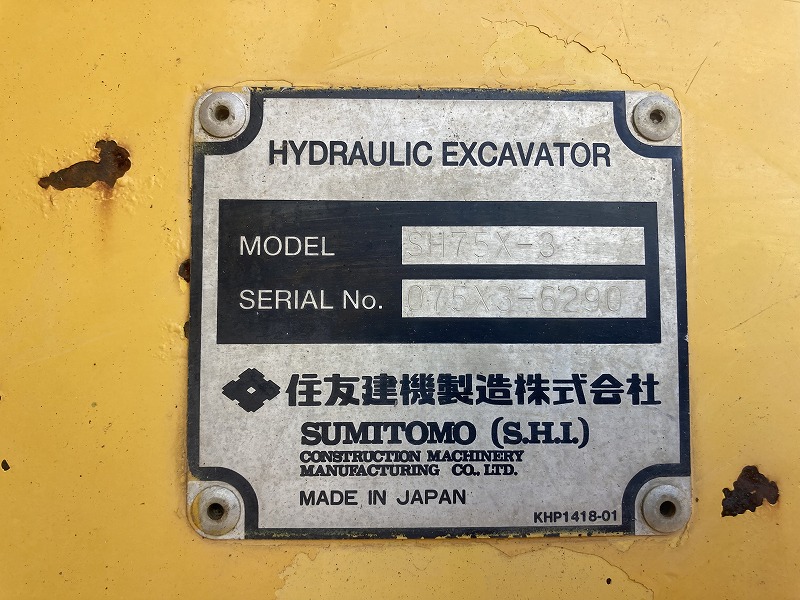 HYDRAULIC EXCAVATOR
MODEL SH75X-3
SERIAL No. 075X3-6290
住友建機製造株式会社
SUMITOMO (S.H.I.)
CONSTRUCTION MACHINERY
MANUFACTURING CO., LTD.
MADE IN JAPAN
KHP1418-01